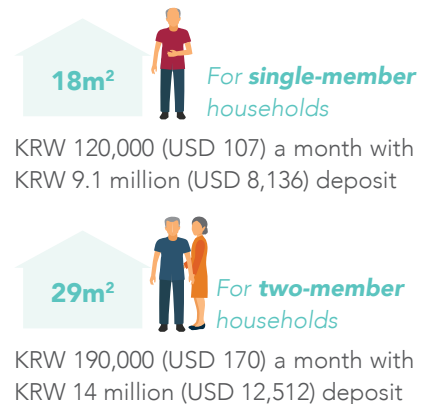 18m²
For single-member
households
KRW 120,000 (USD 107) a month with
KRW 9.1 million (USD 8,136) deposit
29m²
For two-member
households
KRW 190,000 (USD 170) a month with
KRW 14 million (USD 12,512) deposit